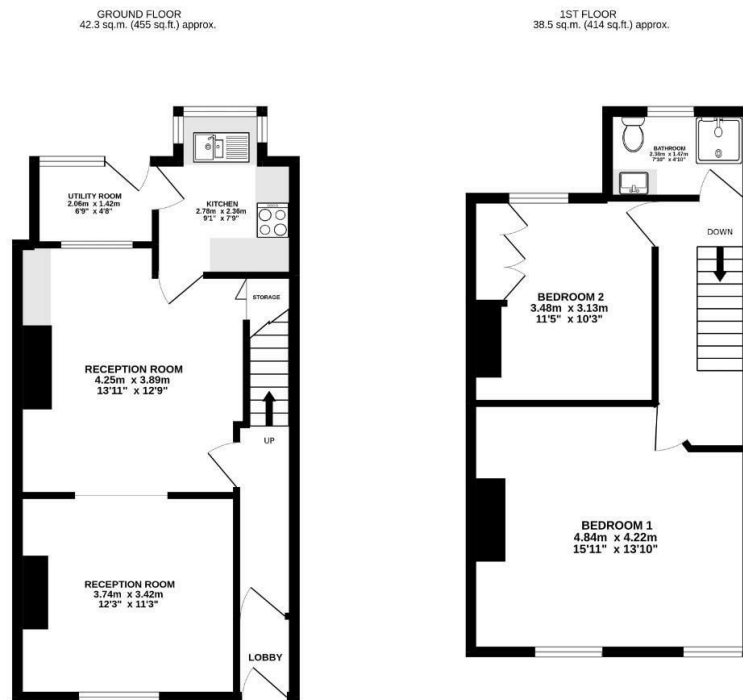 GROUND FLOOR
42.3 sq.m. (455 sq.ft.) approx.
UTILITY ROOM
2.06m x 1.42m
6'9" x 4'8"
KITCHEN
2.78m x 2.36m
9'1" x 7'9"
STORAGE
RECEPTION ROOM
4.25m x 3.89m
13'11" x 12'9"
UP
RECEPTION ROOM
3.74m x 3.42m
12'3" x 11'3"
LOBBY
1ST FLOOR
38.5 sq.m. (414 sq.ft.) approx.
BATHROOM
2.38m x 1.47m
7'10" x 4'10"
DOWN
BEDROOM 2
3.48m x 3.13m
11'5" x 10'3"
BEDROOM 1
4.84m x 4.22m
15'11" x 13'10"